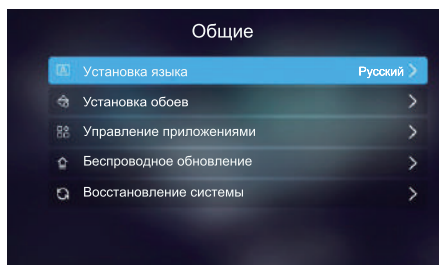 Общие
Установка языка Русский
Установка обоев
Управление приложениями
Беспроводное обновление
Восстановление системы